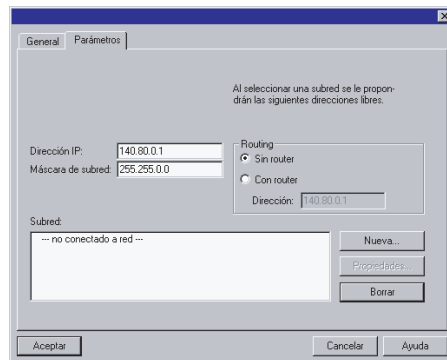 General Parámetros
Al seleccionar una subred se le propon-
drán las siguientes direcciones libres.
Dirección IP: 140.80.0.1
Máscara de subred: 255.255.0.0
Routing
Sin router
Con router
Dirección: 140.80.0.1
Subred:
--- no conectado a red ---
Nueva...
Propiedades...
Borrar
Aceptar Cancelar Ayuda